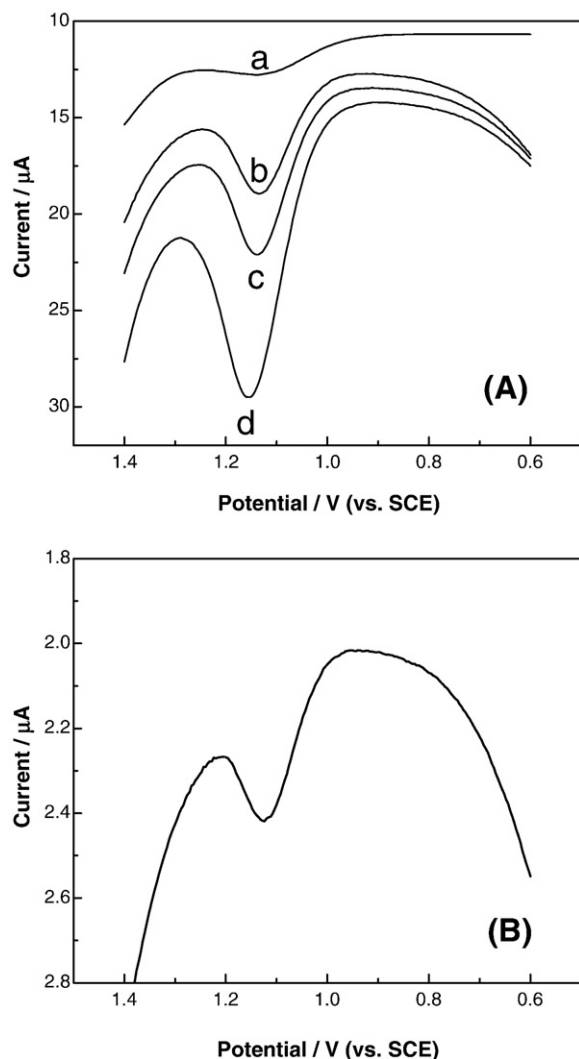 10
15
20
25
30
Current / μA
a
b
c
d
(A)
1.4 1.2 1.0 0.8 0.6
Potential / V (vs. SCE)
1.8
2.0
2.2
2.4
2.6
2.8
Current / μA
(B)
1.4 1.2 1.0 0.8 0.6
Potential / V (vs. SCE)